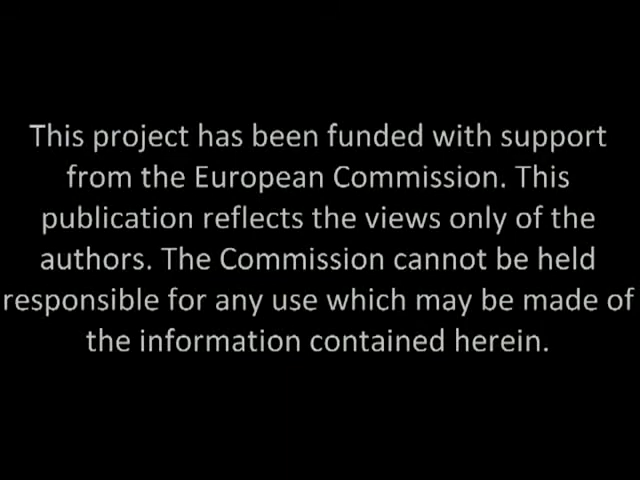 This project has been funded with support
from the European Commission. This
publication reflects the views only of the
authors. The Commission cannot be held
responsible for any use which may be made of
the information contained herein.